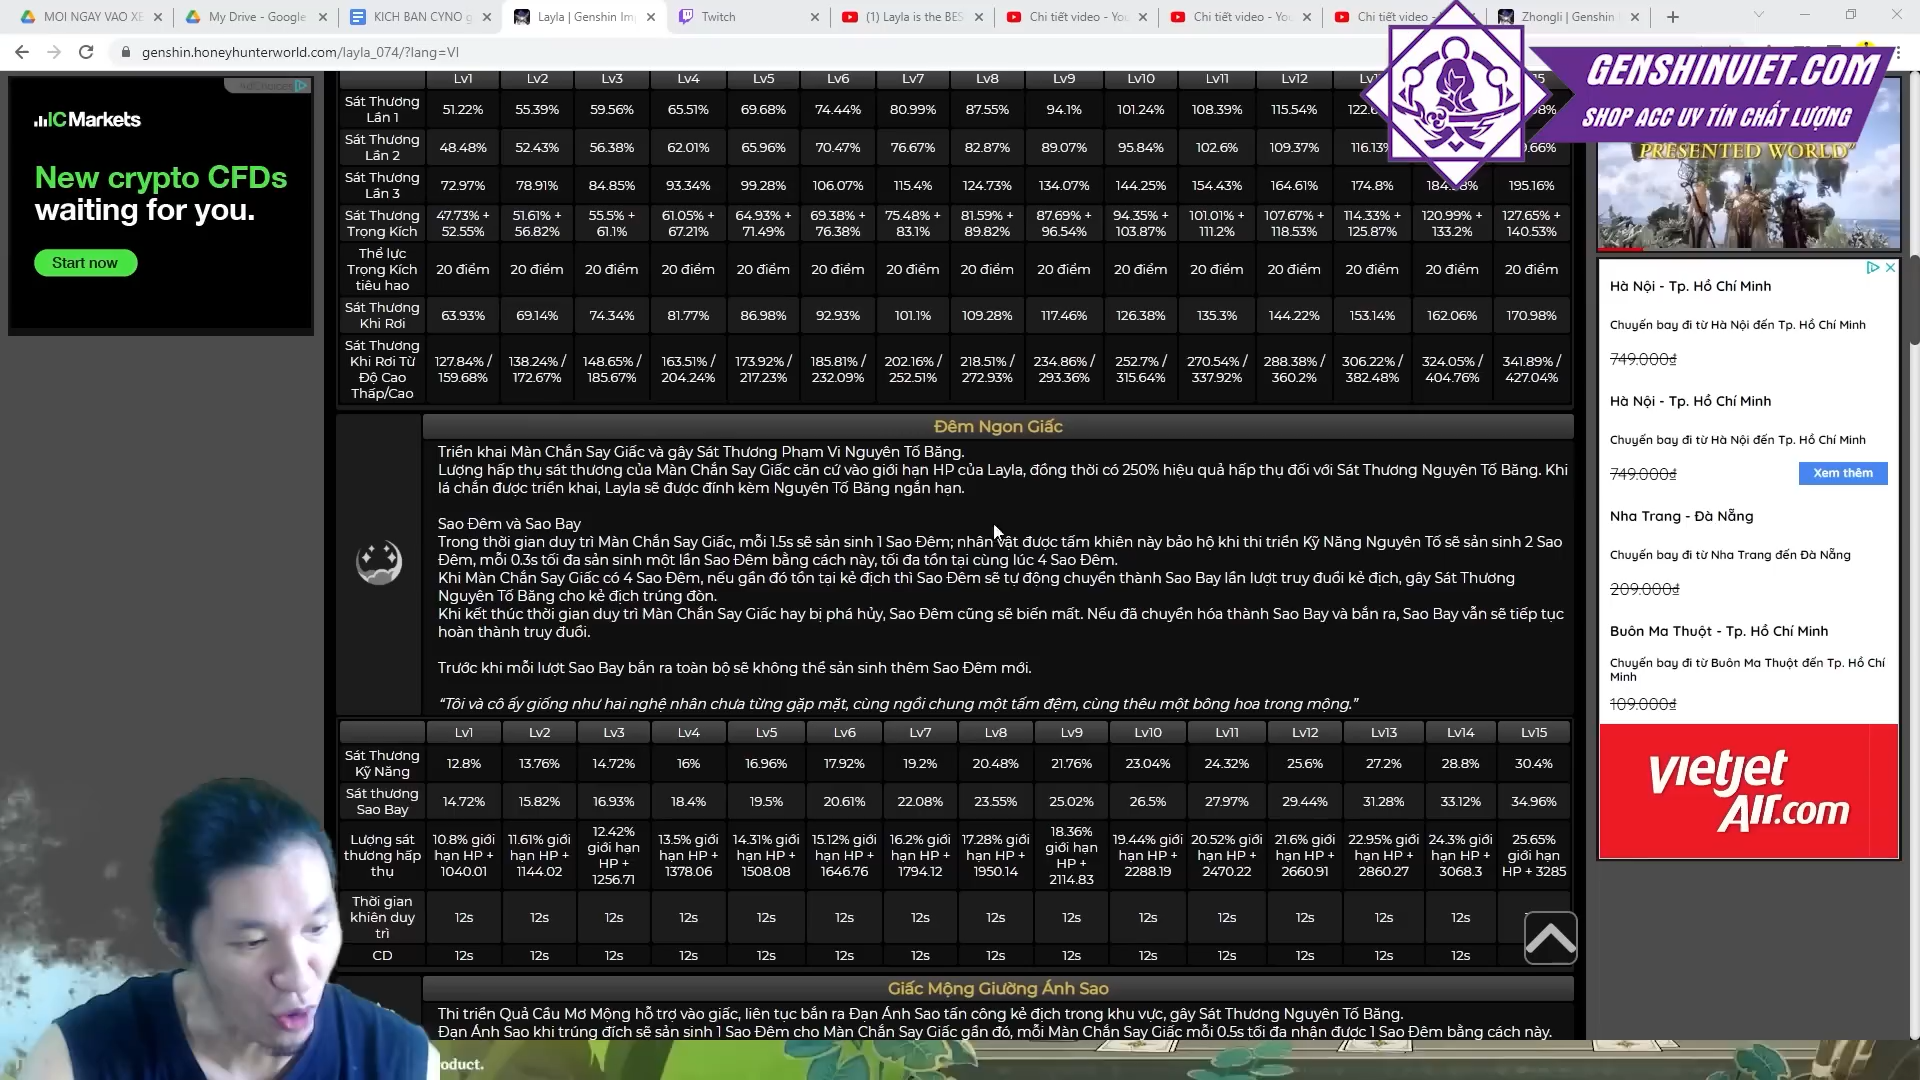 MOI NGAY VAO XE
My Drive - Google
KICH BAN CYNO g
Layla | Genshin Im
Twitch
(1) Layla is the BES
Chi tiết video - You
Chi tiết video - You
Chi tiết video
Zhongli | Genshin
genshin.honeyhunterworld.com/layla_074/?lang=VI
GENSHINVIET.COM
SHOP ACC UY TÍN CHẤT LƯỢNG
IC Markets
New crypto CFDs
waiting for you.
Start now
Lv1 Lv2 Lv3 Lv4 Lv5 Lv6 Lv7 Lv8 Lv9 Lv10 Lv11 Lv12
Sát Thương Lần 1 51.22% 55.39% 59.56% 65.51% 69.68% 74.44% 80.99% 87.55% 94.1% 101.24% 108.39% 115.54%
Sát Thương Lần 2 48.48% 52.43% 56.38% 62.01% 65.96% 70.47% 76.67% 82.87% 89.07% 95.84% 102.6% 109.37% 116.13%
Sát Thương Lần 3 72.97% 78.91% 84.85% 93.34% 99.28% 106.07% 115.4% 124.73% 134.07% 144.25% 154.43% 164.61% 174.8% 195.16%
Sát Thương 47.73% + 51.61% + 55.5% + 61.05% + 64.93% + 69.38% + 75.48% + 81.59% + 87.69% + 94.35% + 101.01% + 107.67% + 114.33% + 120.99% + 127.65% +
Trọng Kích 52.55% 56.82% 61.1% 67.21% 71.49% 76.38% 83.1% 89.82% 96.54% 103.87% 111.2% 118.53% 125.87% 133.2% 140.53%
Thể lực
Trọng Kích 20 điểm 20 điểm 20 điểm 20 điểm 20 điểm 20 điểm 20 điểm 20 điểm 20 điểm 20 điểm 20 điểm 20 điểm 20 điểm 20 điểm 20 điểm
tiêu hao
Sát Thương Khi Rơi 63.93% 69.14% 74.34% 81.77% 86.98% 92.93% 101.1% 109.28% 117.46% 126.38% 135.3% 144.22% 153.14% 162.06% 170.98%
Sát Thương
Khi Rơi Từ 127.84% / 138.24% / 148.65% / 163.51% / 173.92% / 185.81% / 202.16% / 218.51% / 234.86% / 252.7% / 270.54% / 288.38% / 306.22% / 324.05% / 341.89% /
Độ Cao 159.68% 172.67% 185.67% 204.24% 217.23% 232.09% 252.51% 272.93% 293.36% 315.64% 337.92% 360.2% 382.48% 404.76% 427.04%
Thấp/Cao
Đêm Ngon Giấc
Triển khai Màn Chắn Say Giấc và gây Sát Thương Phạm Vi Nguyên Tố Băng.
Lượng hấp thụ sát thương của Màn Chắn Say Giấc căn cứ vào giới hạn HP của Layla, đồng thời có 250% hiệu quả hấp thụ đối với Sát Thương Nguyên Tố Băng. Khi
lá chắn được triển khai, Layla sẽ được đính kèm Nguyên Tố Băng ngắn hạn.
Sao Đêm và Sao Bay
Trong thời gian duy trì Màn Chắn Say Giấc, mỗi 1.5s sẽ sản sinh 1 Sao Đêm; nhân vật được tấm khiên này bảo hộ khi thi triển Kỹ Năng Nguyên Tố sẽ sản sinh 2 Sao
Đêm, mỗi 0.3s tối đa sản sinh một lần Sao Đêm bằng cách này, tối đa tồn tại cùng lúc 4 Sao Đêm.
Khi Màn Chắn Say Giấc có 4 Sao Đêm, nếu gần đó tồn tại kẻ địch thì Sao Đêm sẽ tự động chuyển thành Sao Bay lần lượt truy đuổi kẻ địch, gây Sát Thương
Nguyên Tố Băng cho kẻ địch trúng đòn.
Khi kết thúc thời gian duy trì Màn Chắn Say Giấc hay bị phá hủy, Sao Đêm cũng sẽ biến mất. Nếu đã chuyển hóa thành Sao Bay và bắn ra, Sao Bay vẫn sẽ tiếp tục
hoàn thành truy đuổi.
Trước khi mỗi lượt Sao Bay bắn ra toàn bộ sẽ không thể sản sinh thêm Sao Đêm mới.
“Tôi và cô ấy giống như hai nghệ nhân chưa từng gặp mặt, cùng ngồi chung một tấm đệm, cùng thêu một bông hoa trong mộng.”
Lv1 Lv2 Lv3 Lv4 Lv5 Lv6 Lv7 Lv8 Lv9 Lv10 Lv11 Lv12 Lv13 Lv14 Lv15
Sát Thương Kỹ Năng 12.8% 13.76% 14.72% 16% 16.96% 17.92% 19.2% 20.48% 21.76% 23.04% 24.32% 25.6% 27.2% 28.8% 30.4%
Sát thương Sao Bay 14.72% 15.82% 16.93% 18.4% 19.5% 20.61% 22.08% 23.55% 25.02% 26.5% 27.97% 29.44% 31.28% 33.12% 34.96%
Lượng sát thương hấp thụ 10.8% giới hạn HP + 1040.01 11.61% giới hạn HP + 1144.02 12.42% giới hạn HP + 1256.71 13.5% giới hạn HP + 1378.06 14.31% giới hạn HP + 1508.08 15.12% giới hạn HP + 1646.76 16.2% giới hạn HP + 1794.12 17.28% giới hạn HP + 1950.14 18.36% giới hạn HP + 2114.83 19.44% giới hạn HP + 2288.19 20.52% giới hạn HP + 2470.22 21.6% giới hạn HP + 2660.91 22.95% giới hạn HP + 2860.27 24.3% giới hạn HP + 3068.3 25.65% giới hạn HP + 3285
Thời gian khiên duy trì 12s 12s 12s 12s 12s 12s 12s 12s 12s 12s 12s 12s 12s 12s
CD 12s 12s 12s 12s 12s 12s 12s 12s 12s 12s 12s 12s 12s 12s
Giấc Mộng Giường Ánh Sao
Thi triển Quả Cầu Mơ Mộng hỗ trợ vào giấc, liên tục bắn ra Đạn Ánh Sao tấn công kẻ địch trong khu vực, gây Sát Thương Nguyên Tố Băng.
Đạn Ánh Sao khi trúng đích sẽ sản sinh 1 Sao Đêm cho Màn Chắn Say Giấc gần đó, mỗi Màn Chắn Say Giấc mỗi 0.5s tối đa nhận được 1 Sao Đêm bằng cách này.
oduct.
PRESENTED WORLD"
Hà Nội - Tp. Hồ Chí Minh
Chuyến bay đi từ Hà Nội đến Tp. Hồ Chí Minh
749.000₫
Hà Nội - Tp. Hồ Chí Minh
Chuyến bay đi từ Hà Nội đến Tp. Hồ Chí Minh
749.000₫
Xem thêm
Nha Trang - Đà Nẵng
Chuyến bay đi từ Nha Trang đến Đà Nẵng
209.000₫
Buôn Ma Thuột - Tp. Hồ Chí Minh
Chuyến bay đi từ Buôn Ma Thuột đến Tp. Hồ Chí
Minh
109.000₫
vietjet
Air.com